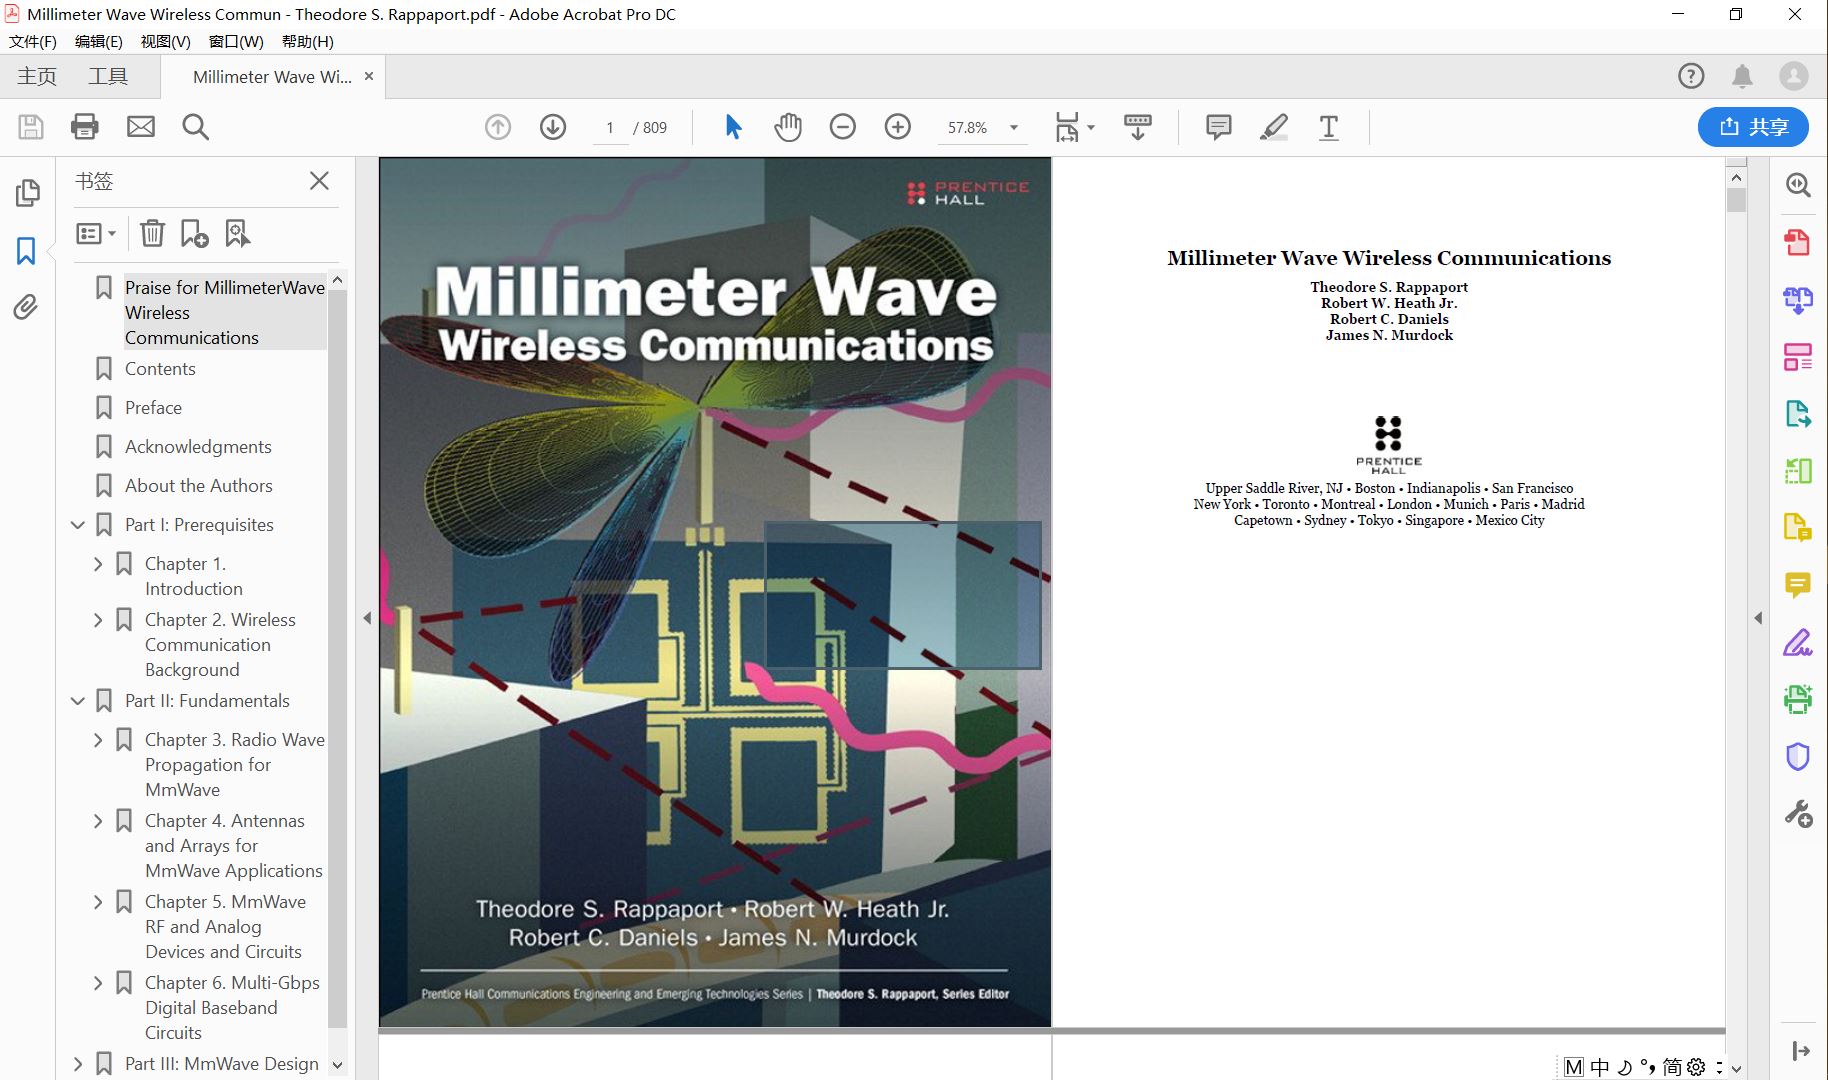 Millimeter Wave Wireless Commun - Theodore S. Rappaport.pdf - Adobe Acrobat Pro DC
文件(F) 编辑(E) 视图(V) 窗口(W) 帮助(H)
主页 工具 Millimeter Wave Wi... ×
1 / 809 57.8% 共享
书签
Praise for MillimeterWave
Wireless
Communications
Contents
Preface
Acknowledgments
About the Authors
Part I: Prerequisites
Chapter 1.
Introduction
Chapter 2. Wireless
Communication
Background
Part II: Fundamentals
Chapter 3. Radio Wave
Propagation for
MmWave
Chapter 4. Antennas
and Arrays for
MmWave Applications
Chapter 5. MmWave
RF and Analog
Devices and Circuits
Chapter 6. Multi-Gbps
Digital Baseband
Circuits
Part III: MmWave Design
PRENTICE
HALL
Millimeter Wave
Wireless Communications
Theodore S. Rappaport • Robert W. Heath Jr.
Robert C. Daniels • James N. Murdock
Prentice Hall Communications Engineering and Emerging Technologies Series | Theodore S. Rappaport, Series Editor
Millimeter Wave Wireless Communications
Theodore S. Rappaport
Robert W. Heath Jr.
Robert C. Daniels
James N. Murdock
PRENTICE
HALL
Upper Saddle River, NJ • Boston • Indianapolis • San Francisco
New York • Toronto • Montreal • London • Munich • Paris • Madrid
Capetown • Sydney • Tokyo • Singapore • Mexico City
M 中 简